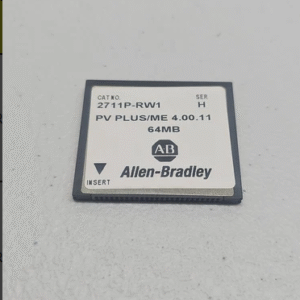 CAT NO. SER
2711P-RW1 H
PV PLUS/ME 4.00.11
64MB
AB
Allen-Bradley
INSERT